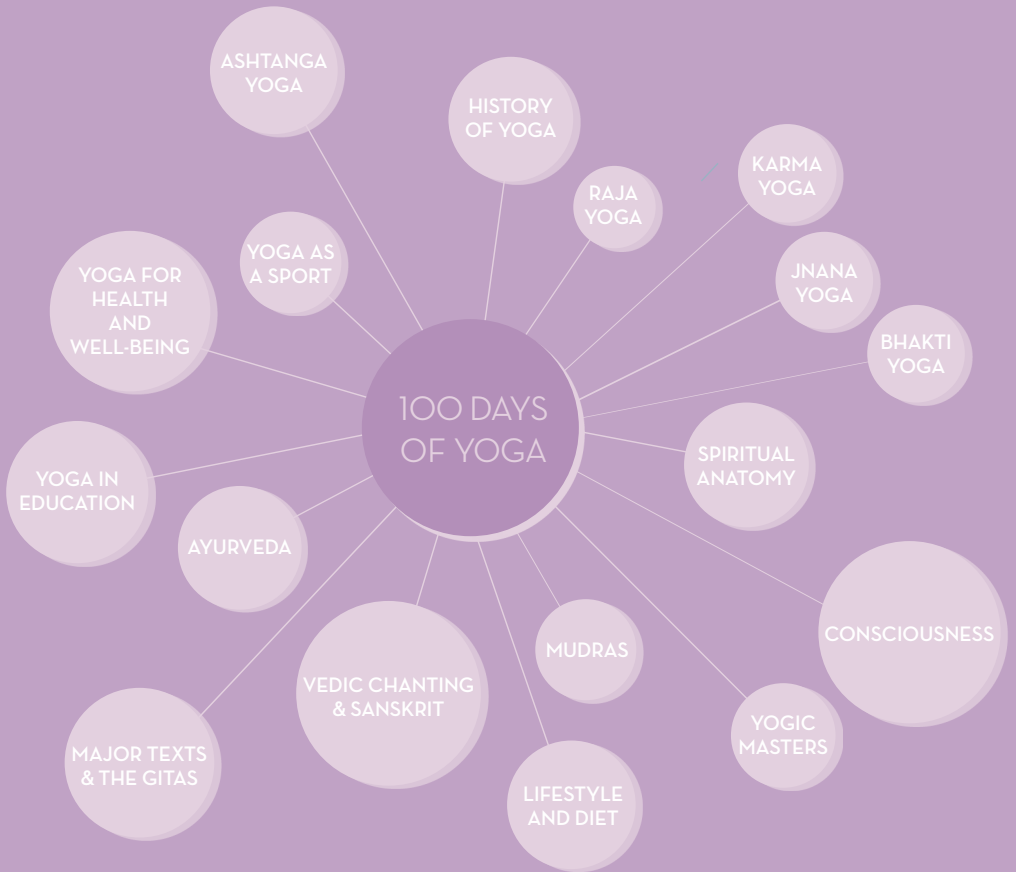 ASHTANGA
YOGA
HISTORY
OF YOGA
RAJA
YOGA
KARMA
YOGA
YOGA AS
A SPORT
JNANA
YOGA
YOGA FOR
HEALTH
AND
WELL-BEING
BHAKTI
YOGA
100 DAYS
OF YOGA
SPIRITUAL
ANATOMY
YOGA IN
EDUCATION
AYURVEDA
CONSCIOUSNESS
MUDRAS
VEDIC CHANTING
& SANSKRIT
YOGIC
MASTERS
MAJOR TEXTS
& THE GITAS
LIFESTYLE
AND DIET